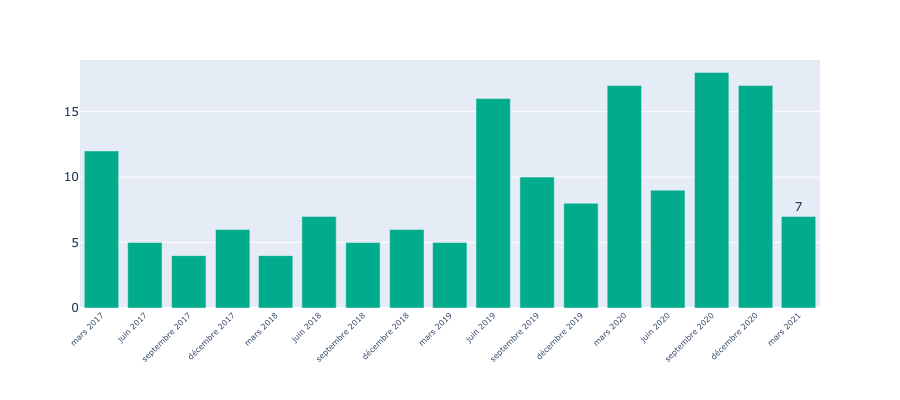 15
10
5
0
7
mars 2017
juin 2017
septembre 2017
décembre 2017
mars 2018
juin 2018
septembre 2018
décembre 2018
mars 2019
juin 2019
septembre 2019
décembre 2019
mars 2020
juin 2020
septembre 2020
décembre 2020
mars 2021